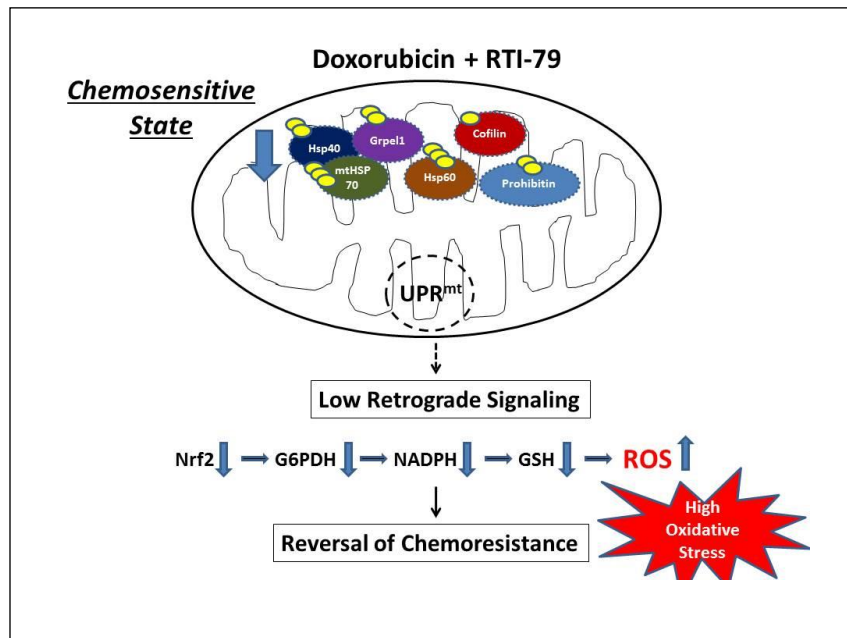 Doxorubicin + RTI-79
Chemosensitive
State
Hsp40
Grpel1
Cofilin
mtHSP
70
Hsp60
Prohibitin
UPRmt
Low Retrograde Signaling
Nrf2 G6PDH NADPH GSH ROS
High
Oxidative
Stress
Reversal of Chemoresistance